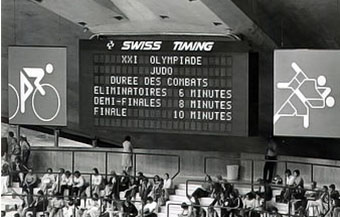 SWISS TIMING
XXI OLYMPIADE
JUDO
DUREE DES COMBATS
ELIMINATOIRES 6 MINUTES
DEMI-FINALES 8 MINUTES
FINALE 10 MINUTES